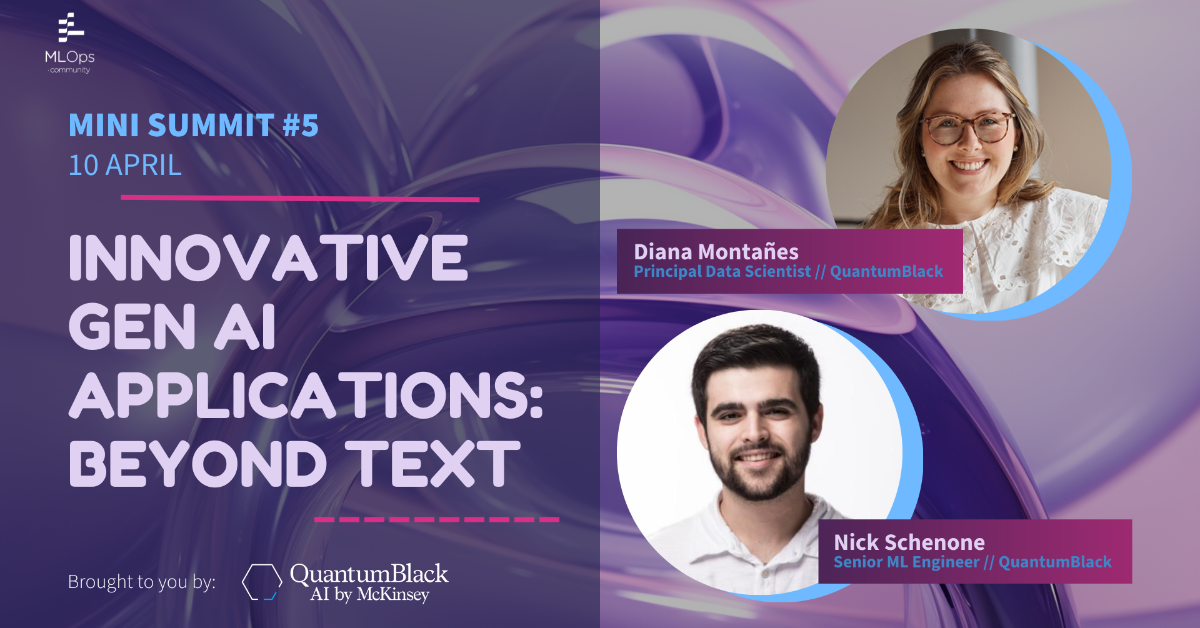 MLOps
.community
MINI SUMMIT #5
10 APRIL
INNOVATIVE
GEN AI
APPLICATIONS:
BEYOND TEXT
Brought to you by:
QuantumBlack
AI by McKinsey
Diana Montañes
Principal Data Scientist // QuantumBlack
Nick Schenone
Senior ML Engineer // QuantumBlack